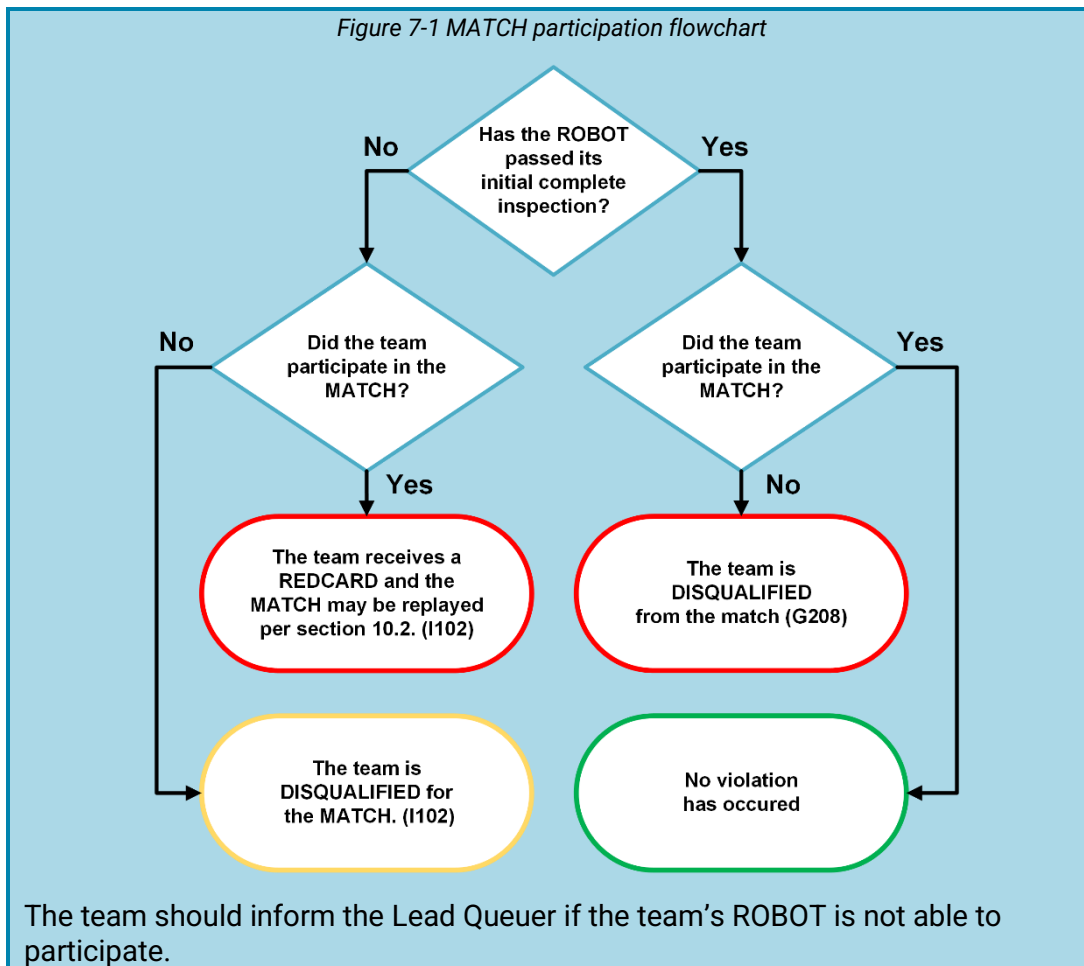 Figure 7-1 MATCH participation flowchart
Has the ROBOT
passed its
initial complete
inspection?
No
Yes
Did the team
participate in the
MATCH?
No
Yes
Did the team
participate in the
MATCH?
Yes
No
The team receives a
REDCARD and the
MATCH may be replayed
per section 10.2. (I102)
The team is
DISQUALIFIED
from the match (G208)
The team is
DISQUALIFIED for
the MATCH. (I102)
No violation
has occured
The team should inform the Lead Queuer if the team's ROBOT is not able to
participate.